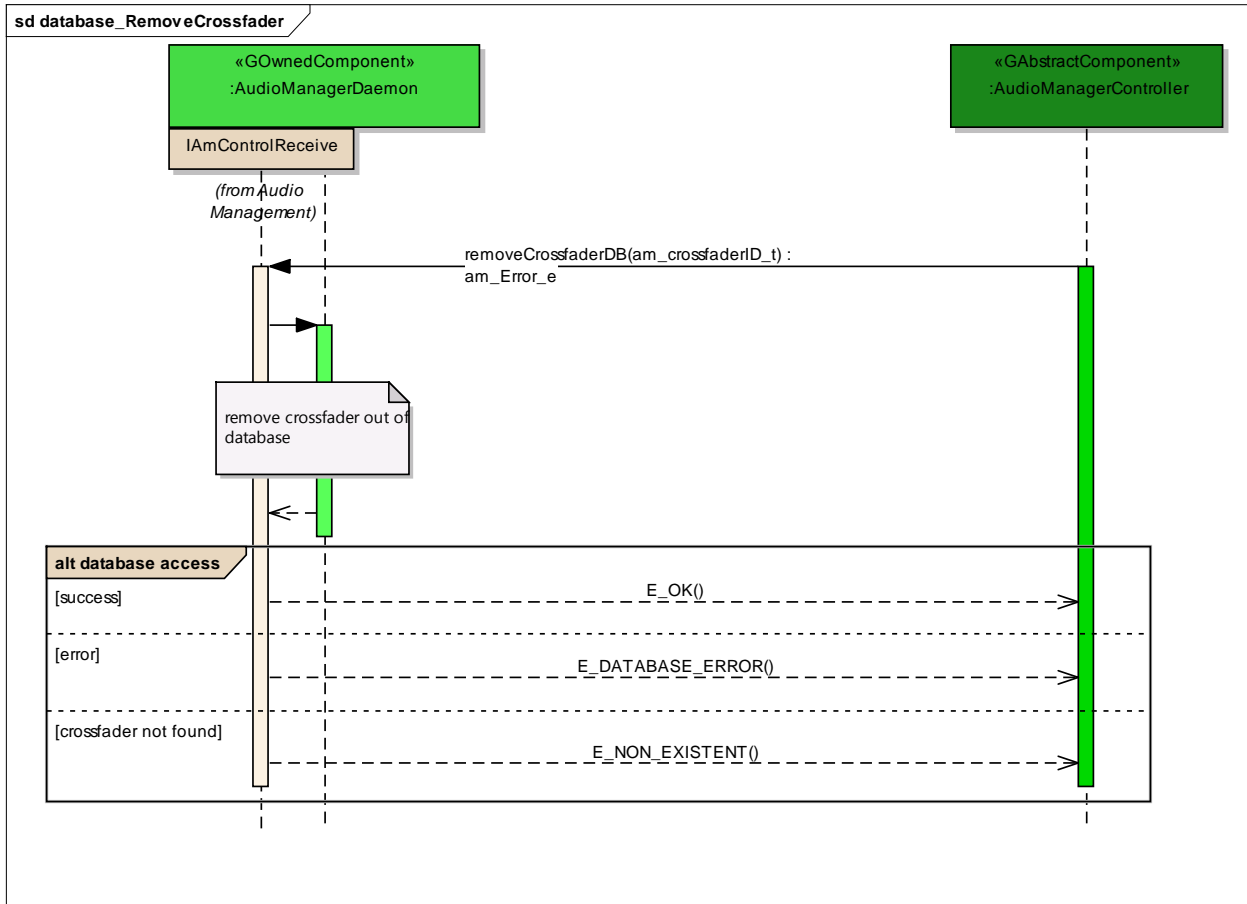 sd database_RemoveCrossfader
«GOwnedComponent»
:AudioManagerDaemon
«GAbstractComponent»
:AudioManagerController
IAmControlReceive
(from Audio
Management)
removeCrossfaderDB(am_crossfaderID_t) :
am_Error_e
remove crossfader out of
database
alt database access
[success]
E_OK()
[error]
E_DATABASE_ERROR()
[crossfader not found]
E_NON_EXISTENT()